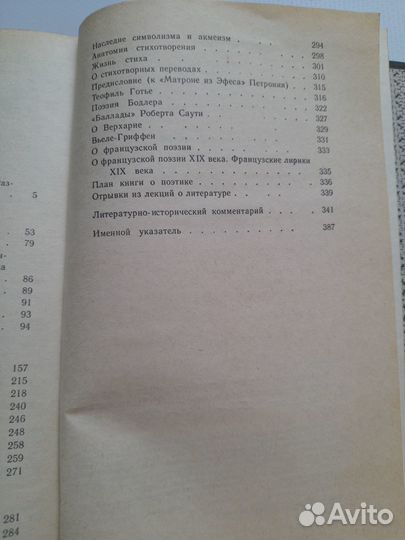 аз-
. 5
. 53
. 79
н-
ка
. 86
. 89
91
. 93
. 94
157
215
218
240
246
248
258
259
271
281
284
Наследие символизма и акмеизм . . . . 294
Анатомия стихотворения . . . . . . 298
Жизнь стиха . . . . . . . . . 301
О стихотворных переводах . . . . . . 310
Предисловие (к «Матроне из Эфеса» Петрония) . . 315
Теофиль Готье . . . . . . . . 316
Поэзия Бодлера . . . . . . . . 322
«Баллады» Роберта Саути . . . . . . 327
О Верхарне . . . . . . . . . 329
Вьеле-Гриффен . . . . . . . . 331
О французской поэзии . . . . . . . 333
О французской поэзии XIX века. Французские лирики
XIX века . . . . . . . . . 335
План книги о поэтике . . . . . . . 336
Отрывки из лекций о литературе . . . . . 339
Литературно-исторический комментарий . . . . 341
Именной указатель . . . . . . . . 387
Avito